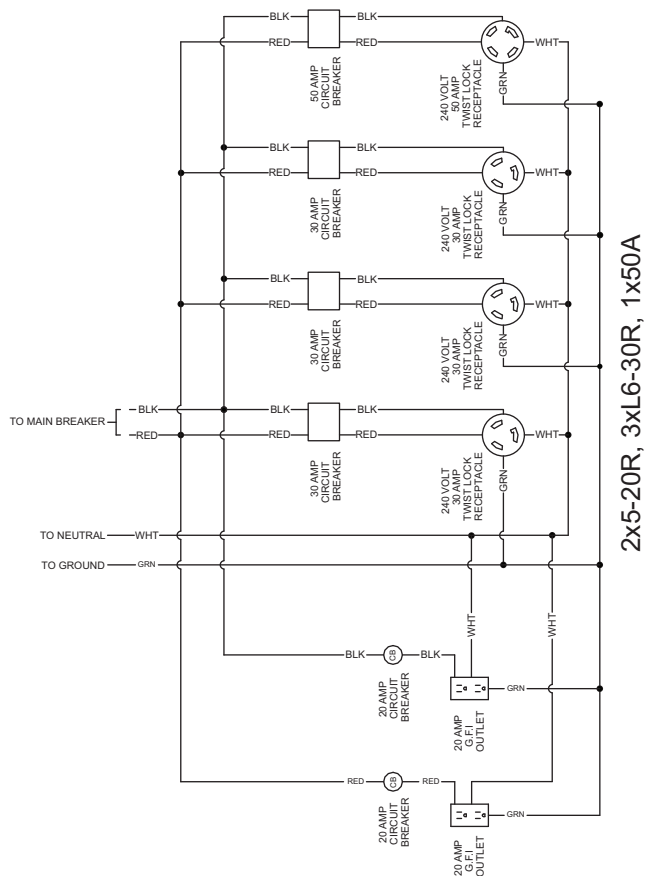 BLK
BLK
RED
RED
WHT
GRN
50 AMP
CIRCUIT
BREAKER
240 VOLT
50 AMP
TWIST LOCK
RECEPTACLE
BLK
BLK
RED
RED
WHT
GRN
30 AMP
CIRCUIT
BREAKER
240 VOLT
30 AMP
TWIST LOCK
RECEPTACLE
BLK
BLK
RED
RED
WHT
GRN
30 AMP
CIRCUIT
BREAKER
240 VOLT
30 AMP
TWIST LOCK
RECEPTACLE
TO MAIN BREAKER
BLK
RED
BLK
BLK
RED
RED
WHT
GRN
30 AMP
CIRCUIT
BREAKER
240 VOLT
30 AMP
TWIST LOCK
RECEPTACLE
TO NEUTRAL
WHT
TO GROUND
GRN
WHT
WHT
BLK
CB
BLK
GRN
20 AMP
CIRCUIT
BREAKER
20 AMP
G.F.I
OUTLET
RED
CB
RED
GRN
20 AMP
CIRCUIT
BREAKER
20 AMP
G.F.I
OUTLET
2x5-20R, 3xL6-30R, 1x50A